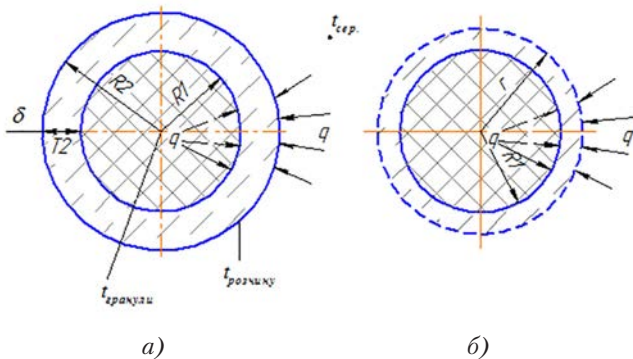 t сер.
R2
R1
r
δ
T2
q
q
q
q
R1
t гранули
t розчину
а)
б)